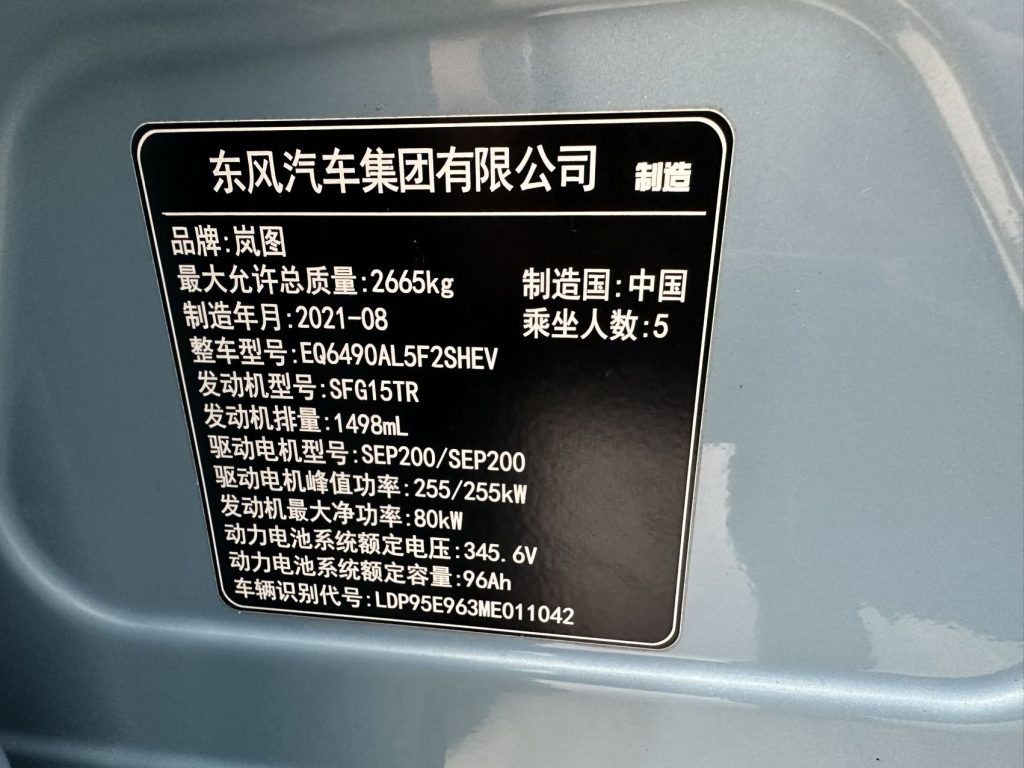 东风汽车集团有限公司 制造
品牌:岚图
最大允许总质量:2665kg 制造国:中国
制造年月:2021-08 乘坐人数:5
整车型号:EQ6490AL5F2SHEV
发动机型号:SFG15TR
发动机排量:1498mL
驱动电机型号:SEP200/SEP200
驱动电机峰值功率:255/255kW
发动机最大净功率:80kW
动力电池系统额定电压:345.6V
动力电池系统额定容量:96Ah
车辆识别代号:LDP95E963ME011042